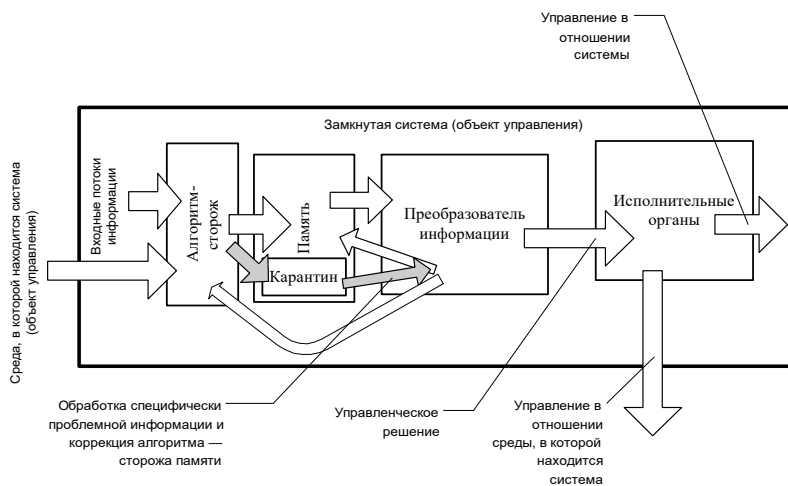 Управление в
отношении
системы
Замкнутая система (объект управления)
Среда, в которой находится система
(объект управления)
Входные потоки
информации
Алгоритм-
сторож
Память
Карантин
Преобразователь
информации
Исполнительные
органы
Обработка специфически
проблемной информации и
коррекция алгоритма —
сторожа памяти
Управленческое
решение
Управление в
отношении
среды, в которой
находится
система